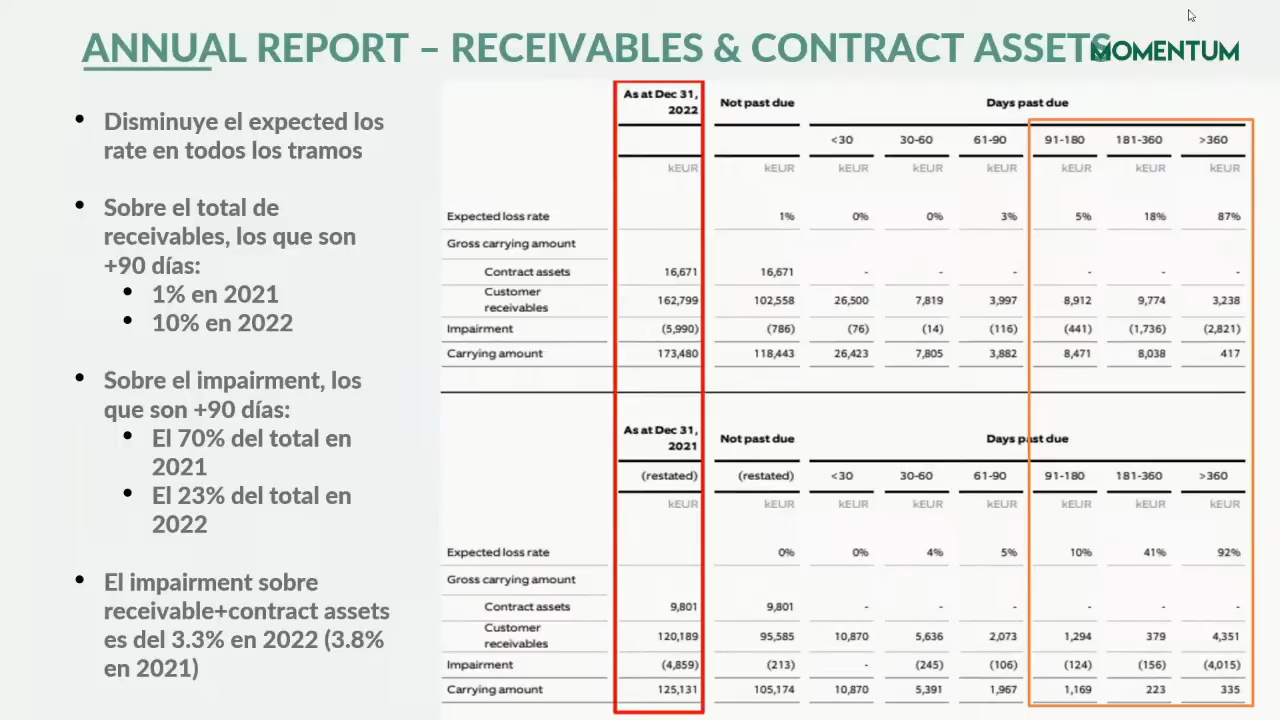 ANNUAL REPORT – RECEIVABLES & CONTRACT ASSETS
MOMENTUM
• Disminuye el expected los
rate en todos los tramos
• Sobre el total de
receivables, los que son
+90 días:
• 1% en 2021
• 10% en 2022
• Sobre el impairment, los
que son +90 días:
• El 70% del total en
2021
• El 23% del total en
2022
• El impairment sobre
receivable+contract assets
es del 3.3% en 2022 (3.8%
en 2021)
As at Dec 31, 2022 Not past due Days past due
<30 30-60 61-90 91-180 181-360 >360
kEUR kEUR kEUR kEUR kEUR kEUR kEUR kEUR
Expected loss rate 1% 0% 0% 3% 5% 18% 87%
Gross carrying amount
Contract assets 16,671 16,671 - - - - - -
Customer receivables 162,799 102,558 26,500 7,819 3,997 8,912 9,774 3,238
Impairment (5,990) (786) (76) (14) (116) (441) (1,736) (2,821)
Carrying amount 173,480 118,443 26,423 7,805 3,882 8,471 8,038 417
As at Dec 31, 2021 Not past due Days past due
(restated) (restated) <30 30-60 61-90 91-180 181-360 >360
kEUR kEUR kEUR kEUR kEUR kEUR kEUR kEUR
Expected loss rate 0% 0% 4% 5% 10% 41% 92%
Gross carrying amount
Contract assets 9,801 9,801 - - - - - -
Customer receivables 120,189 95,585 10,870 5,636 2,073 1,294 379 4,351
Impairment (4,859) (213) - (245) (106) (124) (156) (4,015)
Carrying amount 125,131 105,174 10,870 5,391 1,967 1,169 223 335